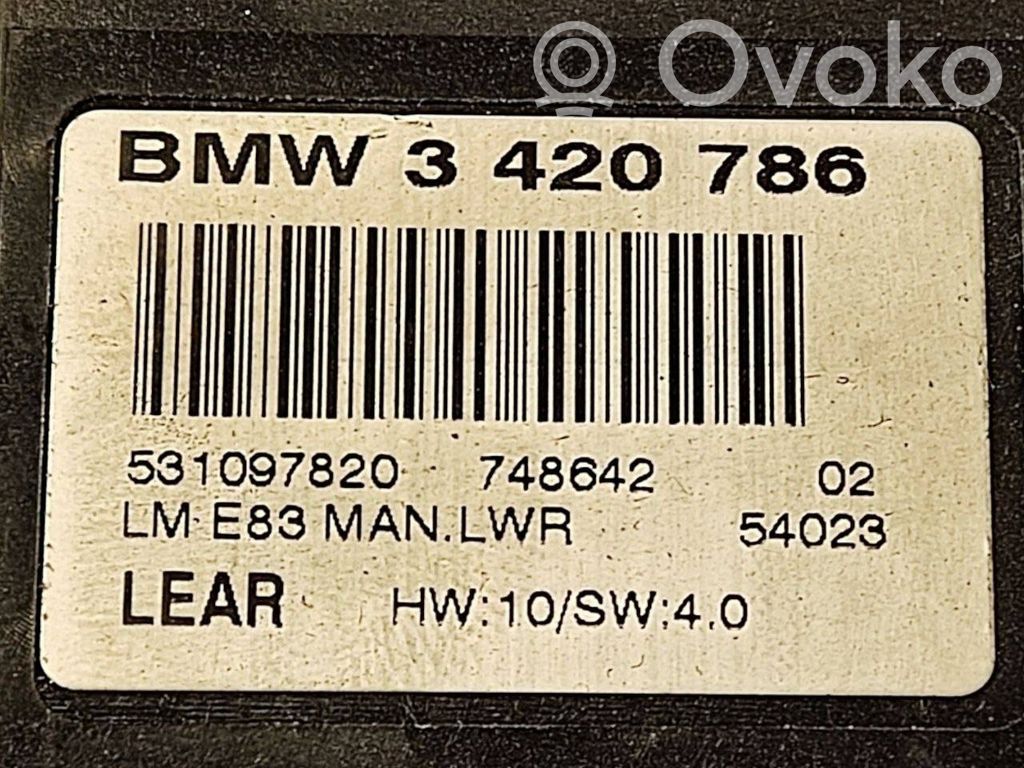 Ovoko
BMW 3 420 786
531097820 748642 02
LM E83 MAN.LWR 54023
LEAR HW:10/SW:4.0